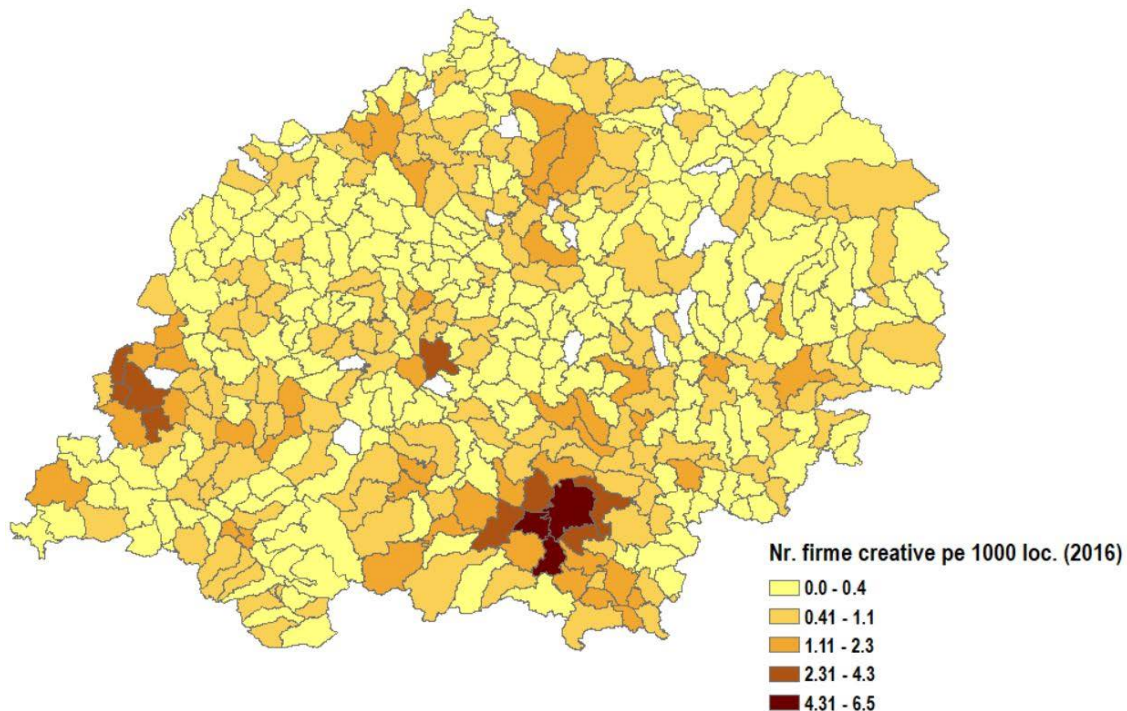 Nr. firme creative pe 1000 loc. (2016)
0.0 - 0.4
0.41 - 1.1
1.11 - 2.3
2.31 - 4.3
4.31 - 6.5